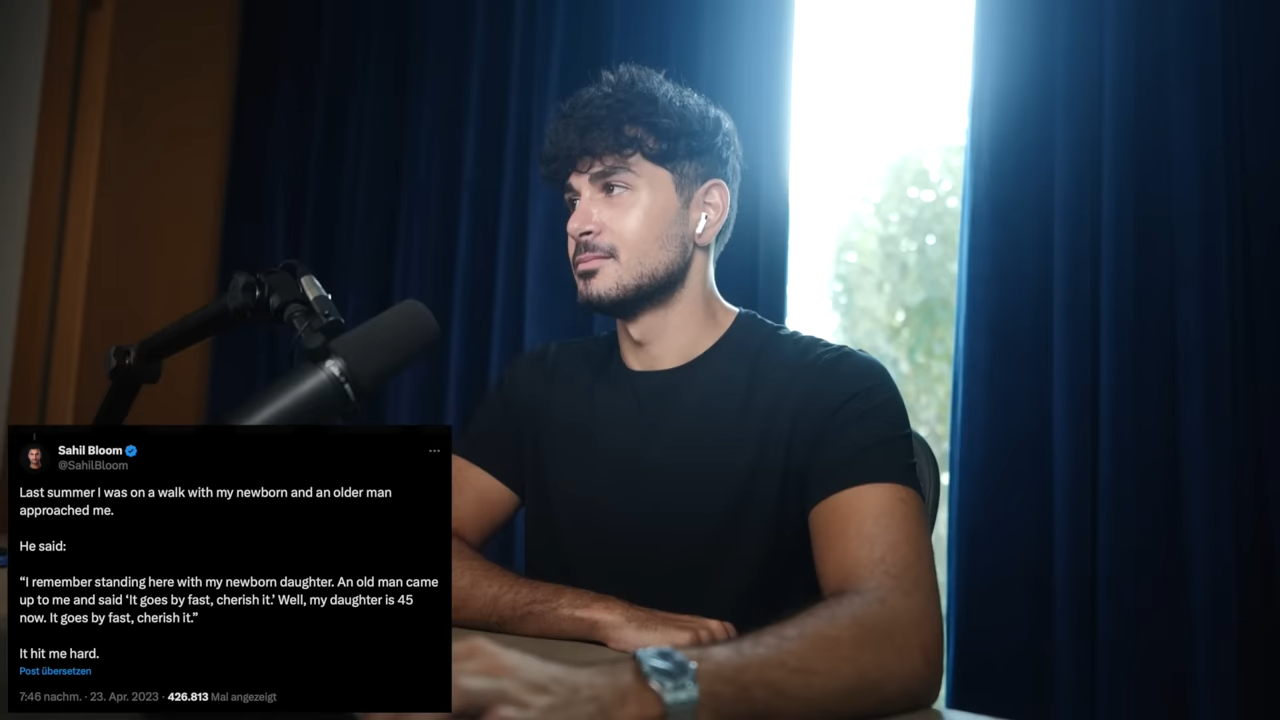 Sahil Bloom
@SahilBloom
Last summer I was on a walk with my newborn and an older man
approached me.
He said:
“I remember standing here with my newborn daughter. An old man came
up to me and said ‘It goes by fast, cherish it.’ Well, my daughter is 45
now. It goes by fast, cherish it.”
It hit me hard.
Post übersetzen
7:46 nachm. · 23. Apr. 2023 · 426.813 Mal angezeigt